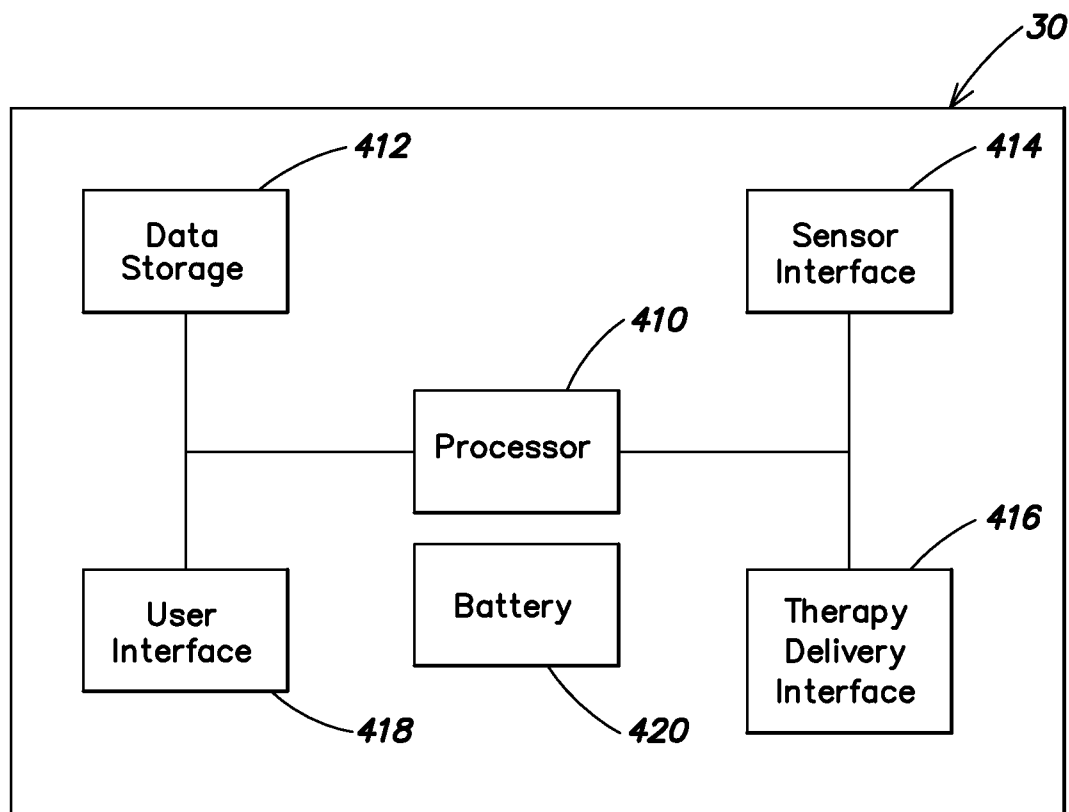 30
412
414
Data
Storage
Sensor
Interface
410
Processor
416
User
Interface
Battery
Therapy
Delivery
Interface
418
420